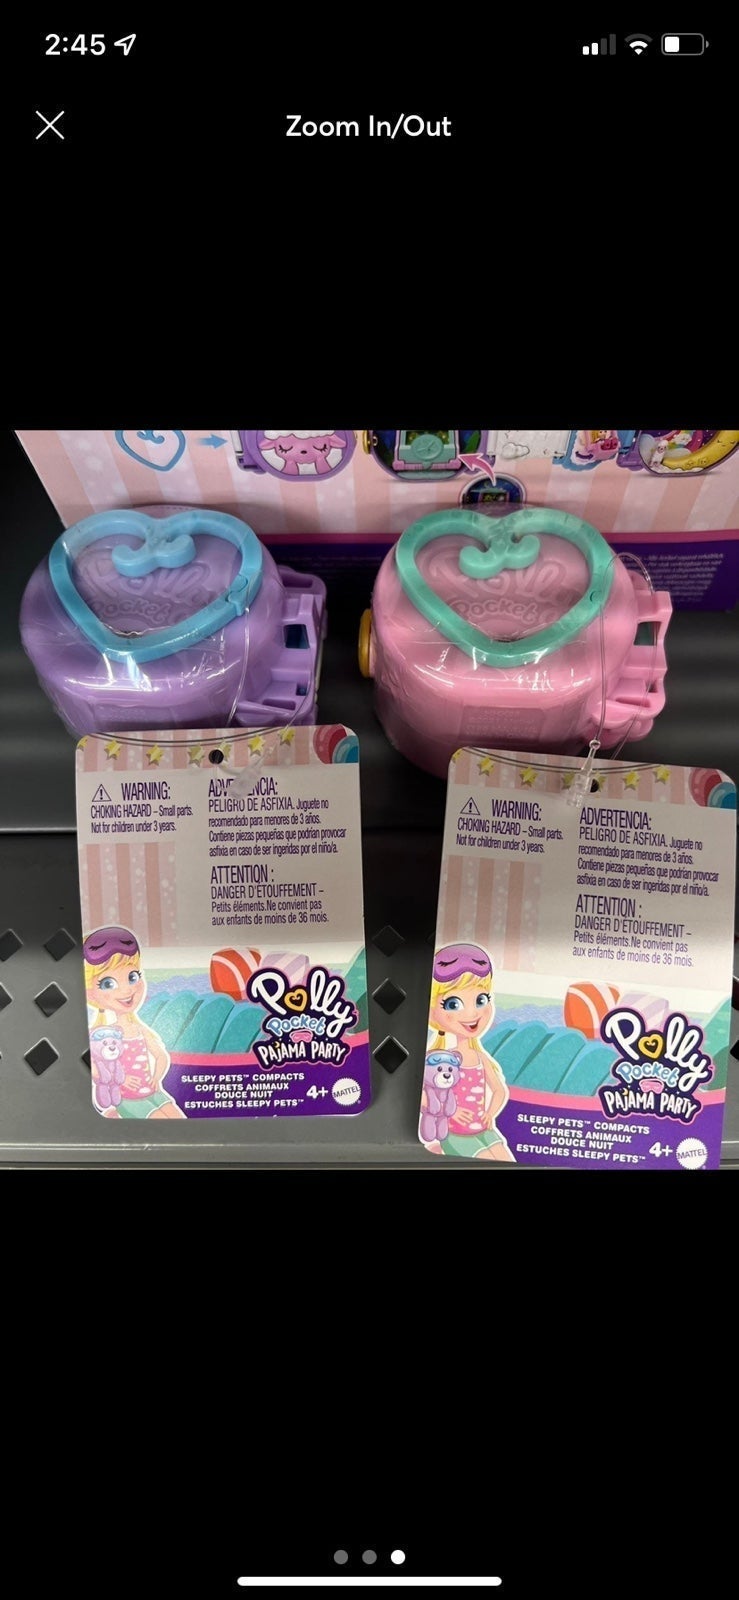 2:45
Zoom In/Out
Pocket
Pocket
WARNING:
CHOKING HAZARD – Small parts.
Not for children under 3 years.
ADVERTENCIA:
PELIGRO DE ASFIXIA. Juguete no
recomendado para menores de 3 años.
Contiene piezas pequeñas que podrían provocar
asfixia en caso de ser ingeridas por el niño/a.
ATTENTION :
DANGER D'ÉTOUFFEMENT –
Petits éléments.Ne convient pas
aux enfants de moins de 36 mois.
Polly
Pocket
PAJAMA PARTY
SLEEPY PETS™ COMPACTS
COFFRETS ANIMAUX
DOUCE NUIT
ESTUCHES SLEEPY PETS™
4+
MATTEL
WARNING:
CHOKING HAZARD – Small parts.
Not for children under 3 years.
ADVERTENCIA:
PELIGRO DE ASFIXIA. Juguete no
recomendado para menores de 3 años.
Contiene piezas pequeñas que podrían provocar
asfixia en caso de ser ingeridas por el niño/a.
ATTENTION :
DANGER D'ÉTOUFFEMENT –
Petits éléments.Ne convient pas
aux enfants de moins de 36 mois.
Polly
Pocket
PAJAMA PARTY
SLEEPY PETS™ COMPACTS
COFFRETS ANIMAUX
DOUCE NUIT
ESTUCHES SLEEPY PETS™
4+
MATTEL